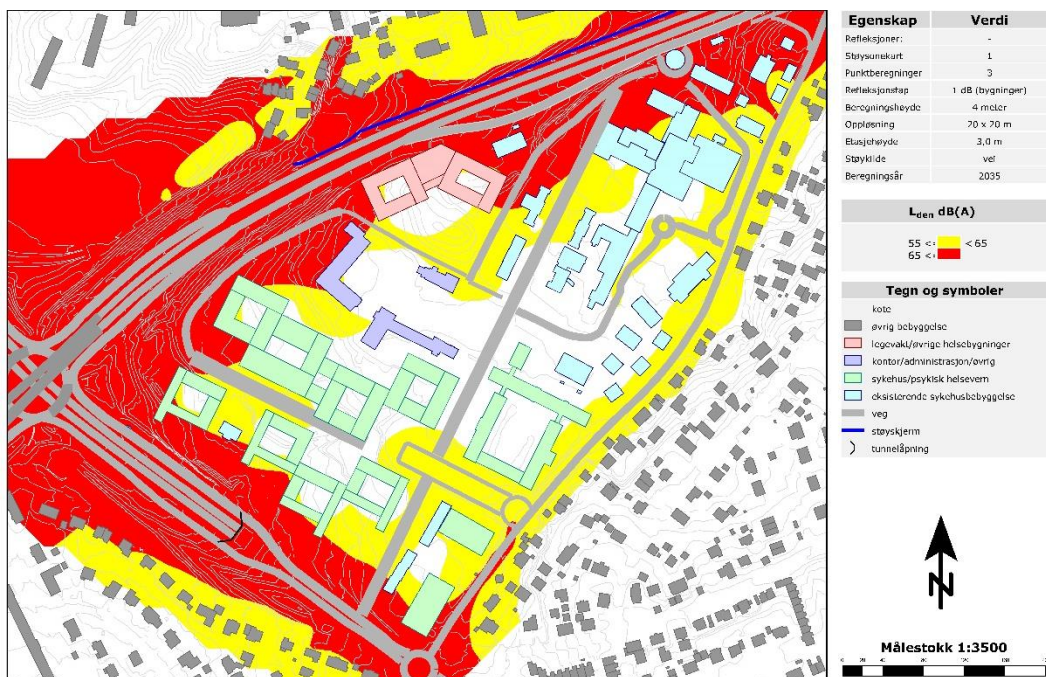 Egenskap Verdi
Refleksjoner: -
Støysonekart 1
Punktberegninger 3
Refleksjonstap 1 dB (bygninger)
Beregningshøyde 4 meter
Oppløsning 20 x 20 m
Etasjehøyde 3,0 m
Støykilde vei
Beregningsår 2035
Lden dB(A)
55 <= < 65
65 <=
Tegn og symboler
kote
øvrig bebyggelse
legevakt/øvrige helsebygninger
kontor/administrasjon/øvrig
sykehus/psykisk helsevern
eksisterende sykehusbebyggelse
veg
støyskjerm
tunnelåpning
N
Målestokk 1:3500